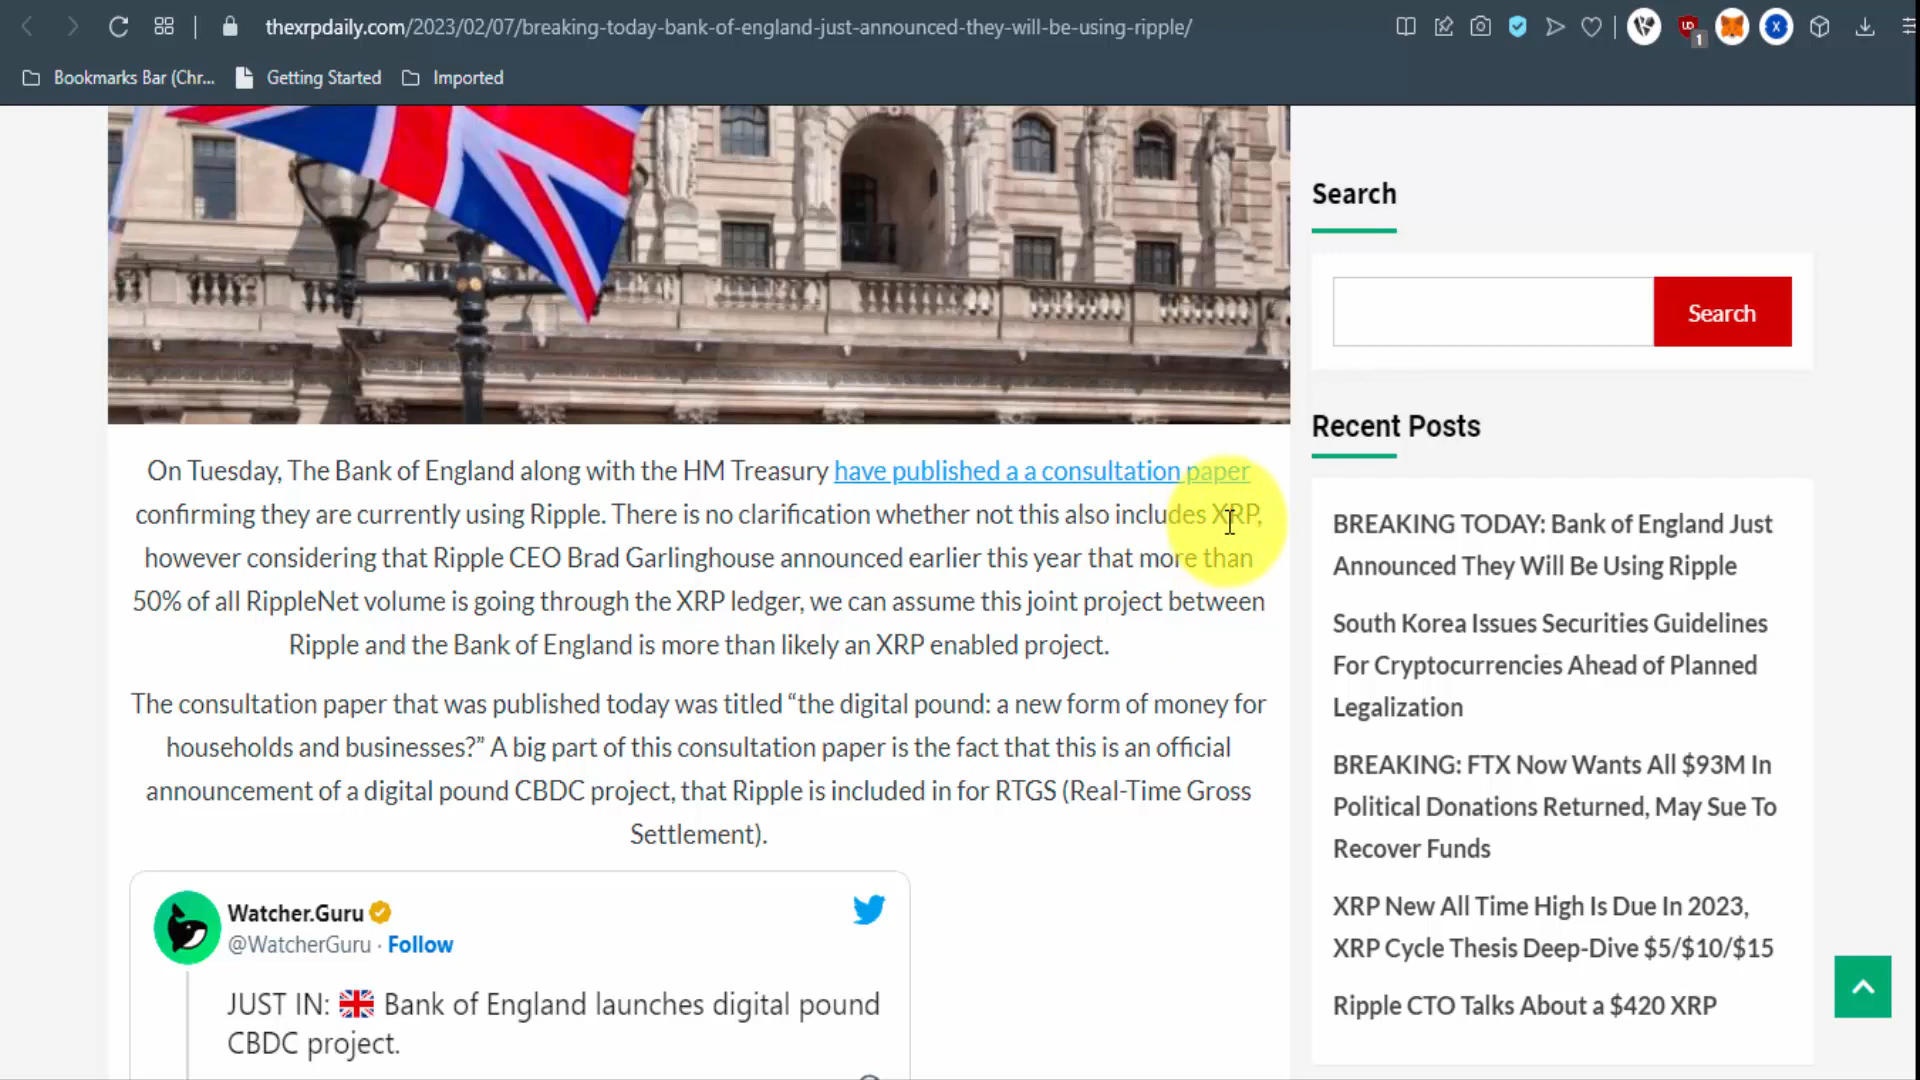 thexrpdaily.com/2023/02/07/breaking-today-bank-of-england-just-announced-they-will-be-using-ripple/
UD
1
X
Bookmarks Bar (Chr...
Getting Started
Imported
On Tuesday, The Bank of England along with the HM Treasury have published a a consultation paper
confirming they are currently using Ripple. There is no clarification whether not this also includes XRP,
however considering that Ripple CEO Brad Garlinghouse announced earlier this year that more than
50% of all RippleNet volume is going through the XRP ledger, we can assume this joint project between
Ripple and the Bank of England is more than likely an XRP enabled project.
The consultation paper that was published today was titled “the digital pound: a new form of money for
households and businesses?” A big part of this consultation paper is the fact that this is an official
announcement of a digital pound CBDC project, that Ripple is included in for RTGS (Real-Time Gross
Settlement).
Watcher.Guru
@WatcherGuru · Follow
JUST IN: 🇬🇧 Bank of England launches digital pound
CBDC project.
Search
Search
Recent Posts
BREAKING TODAY: Bank of England Just
Announced They Will Be Using Ripple
South Korea Issues Securities Guidelines
For Cryptocurrencies Ahead of Planned
Legalization
BREAKING: FTX Now Wants All $93M In
Political Donations Returned, May Sue To
Recover Funds
XRP New All Time High Is Due In 2023,
XRP Cycle Thesis Deep-Dive $5/$10/$15
Ripple CTO Talks About a $420 XRP